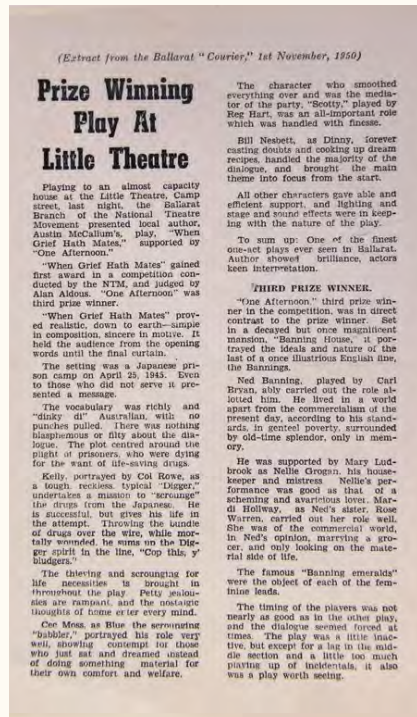 (Extract from the Ballarat "Courier," 1st November, 1950)
Prize Winning
Play At
Little Theatre
Playing to an almost capacity
house at the Little Theatre, Camp
street, last night, the Ballarat
Branch of the National Theatre
Movement presented local author,
Austin McCallum's, play, "When
Grief Hath Mates," supported by
"One Afternoon."
"When Grief Hath Mates" gained
first award in a competition con-
ducted by the NTM, and judged by
Alan Aldous. "One Afternoon" was
third prize winner.
"When Grief Hath Mates" prov-
ed realistic, down to earth—ample
in composition, sincere in motive. It
held the audience from the opening
words until the final curtain.
The setting was a Japanese pri-
son camp on April 25, 1945. Even
to those who did not serve it pre-
sented a message.
The vocabulary was richly and
"dinky di" Australian, with no
punches pulled. There was nothing
blasphemous or filty about the dia-
logue. The plot centred around the
plight of prisoners, who were dying
for the want of life-saving drugs.
Kelly, portrayed by Col Rowe, as
a tough, reckless typical "Digger,"
undertakes a mission to "scrounge"
the drugs from the Japanese. He
is successful, but gives his life in
the attempt. Throwing the bundle
of drugs over the wire, while mor-
tally wounded, he sums up the Dig-
ger spirit in the line, "Cop this, y'
bludgers."
The thieving and scrounging for
life necessities is brought in
throughout the play. Petty jealou-
sies are rampant, and the nostalgic
thoughts of home enter every mind.
Cec Moss, as Blue the scrounging
"babbler," portrayed his role very
well, showing contempt for those
who just sat and dreamed instead
of doing something material for
their own comfort and welfare.
The character who smoothed
everything over and was the media-
tor of the party, "Scotty," played by
Reg Hart, was an all-important role
which was handled with finesse.
Bill Nesbett, as Dinny, forever
casting doubts and cooking up dream
recipes, handled the majority of the
dialogue, and brought the main
theme into focus from the start.
All other characters gave able and
efficient support, and lighting and
stage and sound effects were in keep-
ing with the nature of the play.
To sum up: One of the finest
one-act plays ever seen in Ballarat.
Author showed brilliance, actors
keen interpretation.
THIRD PRIZE WINNER.
"One Afternoon," third prize win-
ner in the competition, was in direct
contrast to the prize winner. Set
in a decayed but once magnificent
mansion, "Banning House," it por-
trayed the ideals and nature of the
last of a once illustrious English line,
the Bannings.
Ned Banning, played by Carl
Bryan, ably carried out the role al-
lotted him. He lived in a world
apart from the commercialism of the
present day, according to his stand-
ards, in genteel poverty, surrounded
by old-time splendor, only in mem-
ory.
He was supported by Mary Lud-
brook as Nellie Grogan, his house-
keeper and mistress. Nellie's per-
formance was good as that of a
scheming and avaricious lover. Mar-
di Hollway, as Ned's sister, Rose
Warren, carried out her role well.
She was of the commercial world,
in Ned's opinion, marrying a gro-
cer, and only looking on the mate-
rial side of life.
The famous "Banning emeralds"
were the object of each of the fem-
inine leads.
The timing of the players was not
nearly as good as in the other play,
and the dialogue seemed forced at
times. The play was a little inac-
tive, but except for a lag in the mid-
dle section and a little too much
playing up of incidentals, it also
was a play worth seeing.